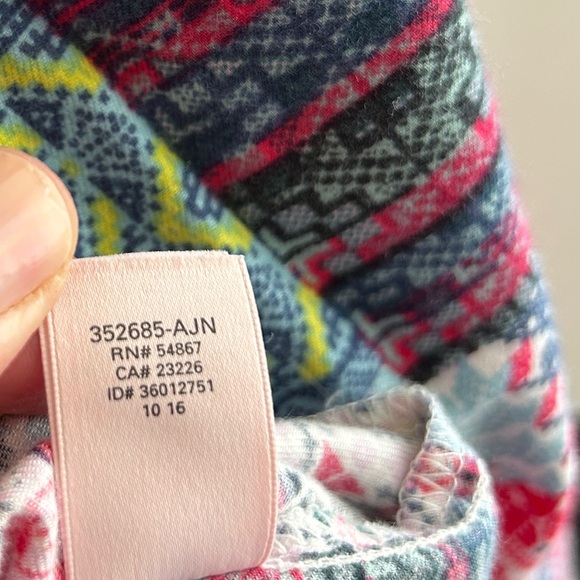 352685-AJN
RN# 54867
CA# 23226
ID# 36012751
10 16